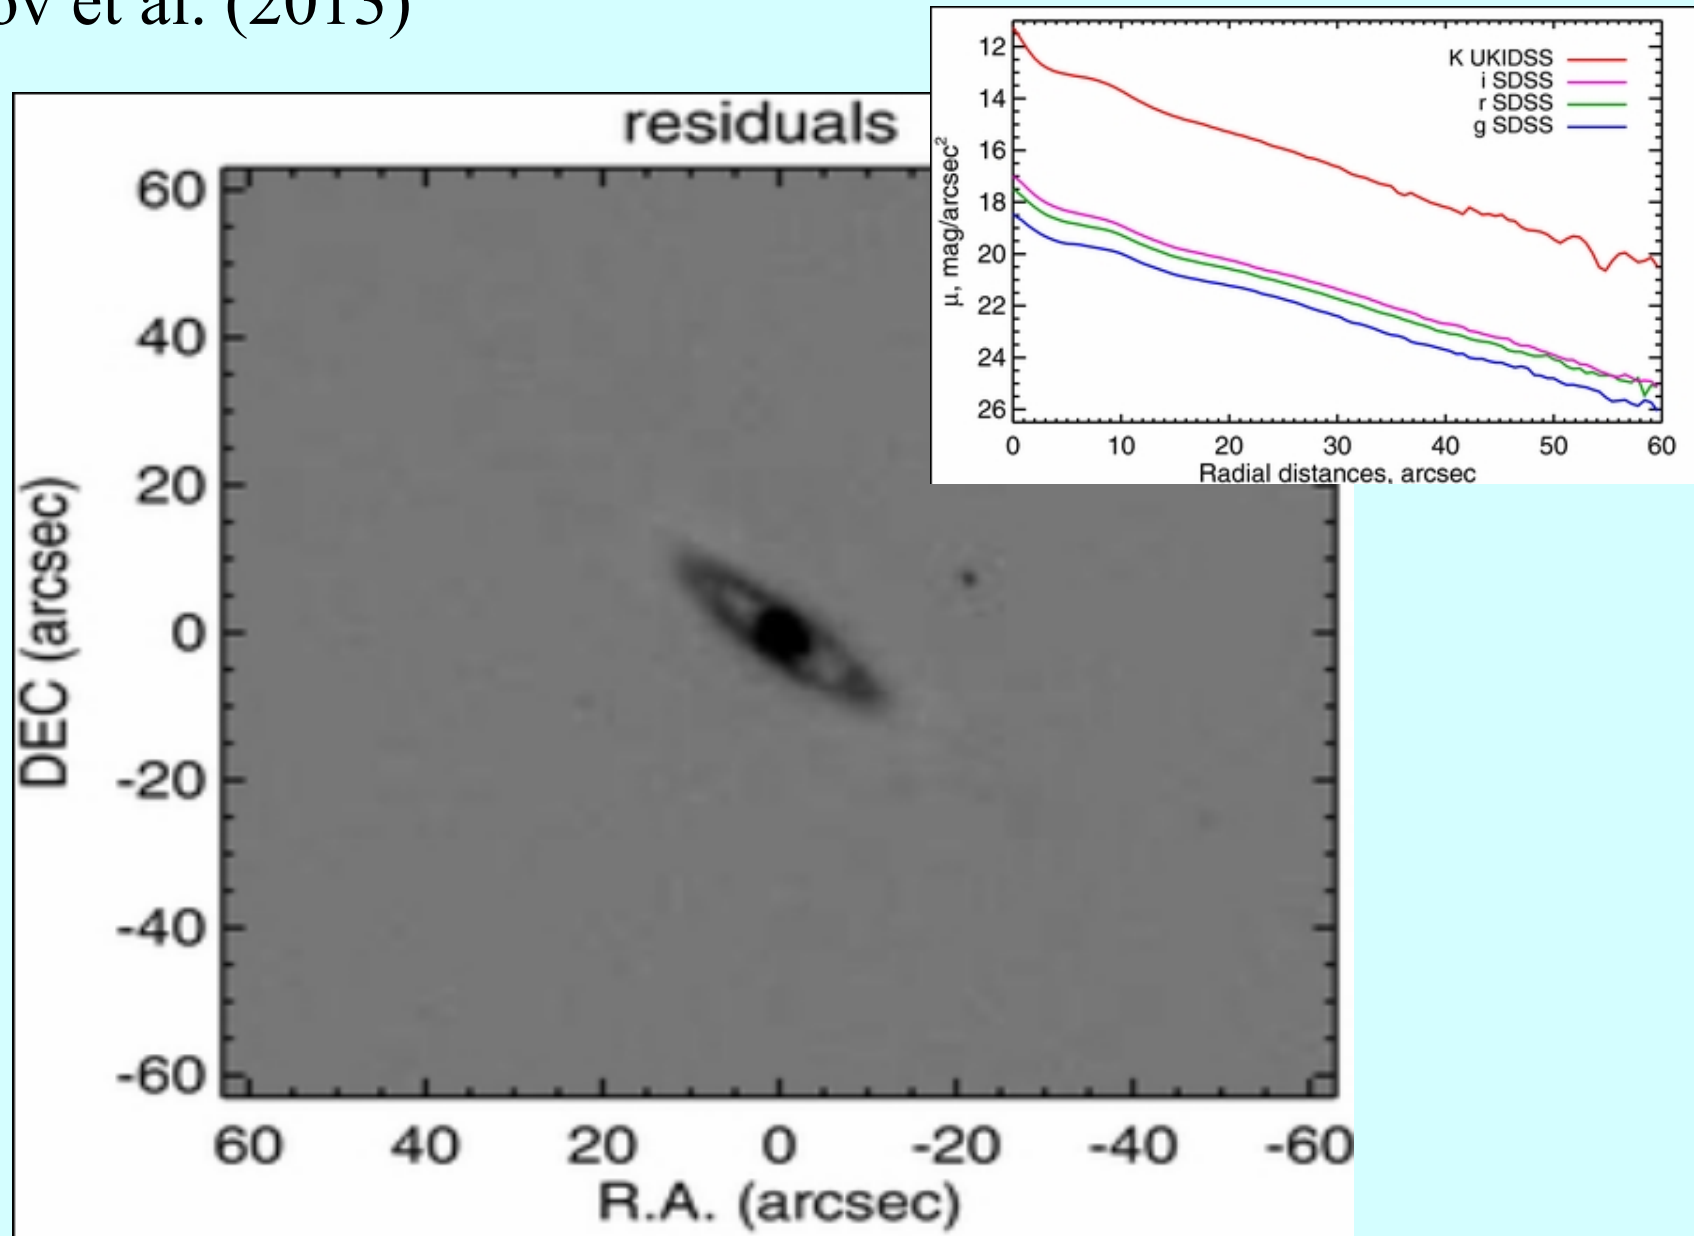 ov et al. (2015)
residuals
60
40
20
0
-20
-40
-60
DEC (arcsec)
60 40 20 0 -20 -40 -60
R.A. (arcsec)
12
14
16
18
20
22
24
26
μ, mag/arcsec²
K UKIDSS
i SDSS
r SDSS
g SDSS
0 10 20 30 40 50 60
Radial distances, arcsec